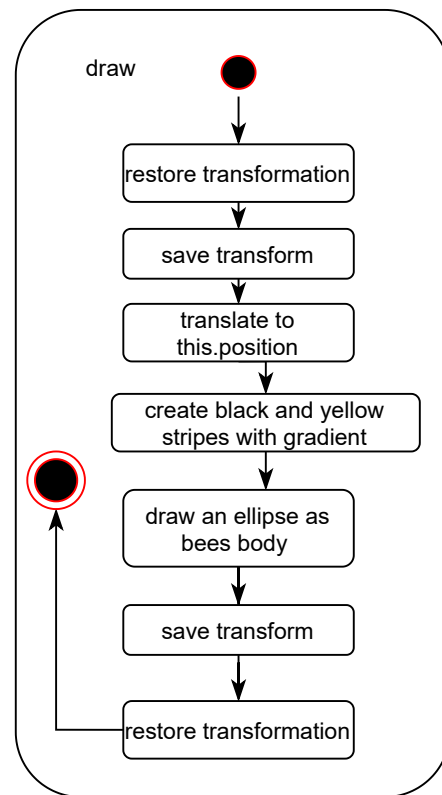 draw
restore transformation
save transform
translate to
this.position
create black and yellow
stripes with gradient
draw an ellipse as
bees body
save transform
restore transformation